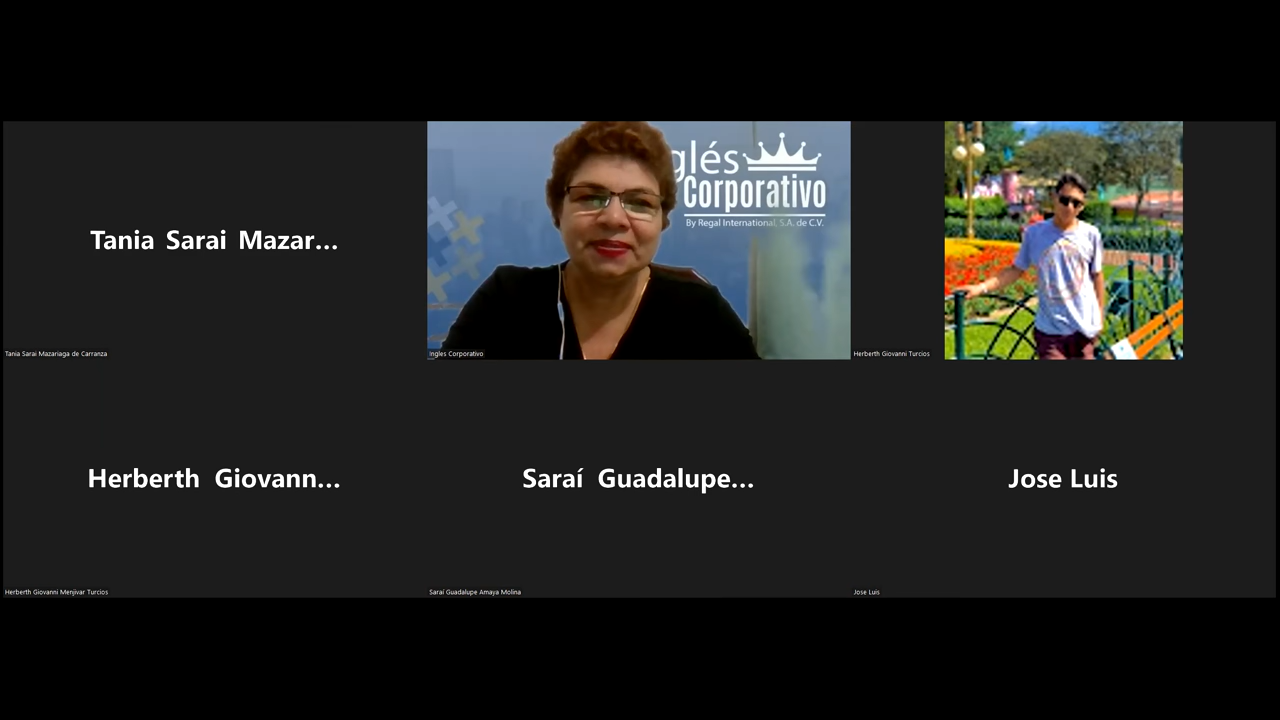 Tania Sarai Mazar...
glés
Corporativo
By Regal International, S.A. de C.V.
Tania Sarai Mazariaga de Carranza
Ingles Corporativo
Herberth Giovanni Turcios
Herberth Giovann...
Saraí Guadalupe...
Jose Luis
Herberth Giovanni Menjivar Turcios
Saraí Guadalupe Amaya Molina
Jose Luis